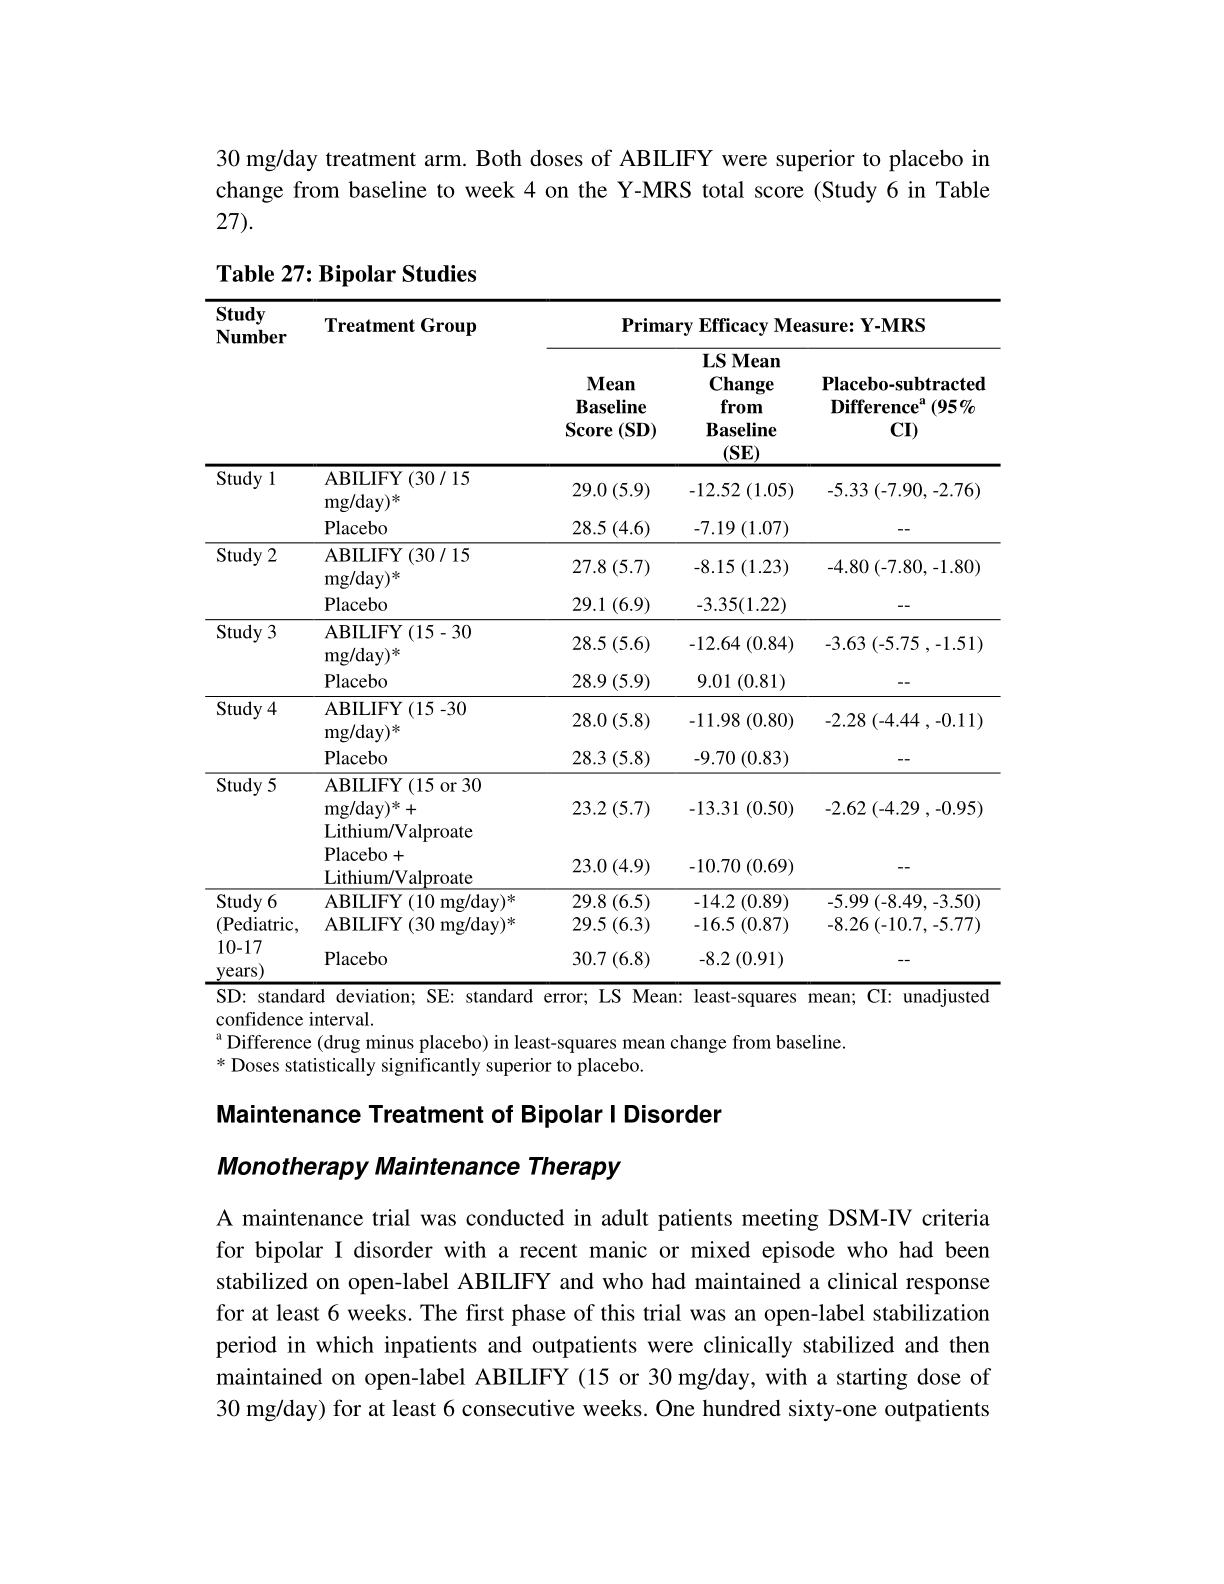 30 mg/day treatment arm. Both doses of ABILIFY were superior to placebo in
change from baseline to week 4 on the Y-MRS total score (Study 6 in Table
27).
Table 27: Bipolar Studies
Study
Number
Treatment Group
Primary Efficacy Measure: Y-MRS
Mean
Baseline
Score (SD)
LS Mean
Change
from
Baseline
(SE)
Placebo-subtracted
Differenceᵃ (95%
CI)
Study 1 ABILIFY (30 / 15
mg/day)* 29.0 (5.9) -12.52 (1.05) -5.33 (-7.90, -2.76)
Placebo 28.5 (4.6) -7.19 (1.07) --
Study 2 ABILIFY (30 / 15
mg/day)* 27.8 (5.7) -8.15 (1.23) -4.80 (-7.80, -1.80)
Placebo 29.1 (6.9) -3.35(1.22) --
Study 3 ABILIFY (15 - 30
mg/day)* 28.5 (5.6) -12.64 (0.84) -3.63 (-5.75 , -1.51)
Placebo 28.9 (5.9) 9.01 (0.81) --
Study 4 ABILIFY (15 -30
mg/day)* 28.0 (5.8) -11.98 (0.80) -2.28 (-4.44 , -0.11)
Placebo 28.3 (5.8) -9.70 (0.83) --
Study 5 ABILIFY (15 or 30
mg/day)* + 23.2 (5.7) -13.31 (0.50) -2.62 (-4.29 , -0.95)
Lithium/Valproate
Placebo +
Lithium/Valproate 23.0 (4.9) -10.70 (0.69) --
Study 6 ABILIFY (10 mg/day)* 29.8 (6.5) -14.2 (0.89) -5.99 (-8.49, -3.50)
(Pediatric, ABILIFY (30 mg/day)* 29.5 (6.3) -16.5 (0.87) -8.26 (-10.7, -5.77)
10-17
years) Placebo 30.7 (6.8) -8.2 (0.91) --
SD: standard deviation; SE: standard error; LS Mean: least-squares mean; CI: unadjusted
confidence interval.
ᵃ Difference (drug minus placebo) in least-squares mean change from baseline.
* Doses statistically significantly superior to placebo.
Maintenance Treatment of Bipolar I Disorder
Monotherapy Maintenance Therapy
A maintenance trial was conducted in adult patients meeting DSM-IV criteria
for bipolar I disorder with a recent manic or mixed episode who had been
stabilized on open-label ABILIFY and who had maintained a clinical response
for at least 6 weeks. The first phase of this trial was an open-label stabilization
period in which inpatients and outpatients were clinically stabilized and then
maintained on open-label ABILIFY (15 or 30 mg/day, with a starting dose of
30 mg/day) for at least 6 consecutive weeks. One hundred sixty-one outpatients